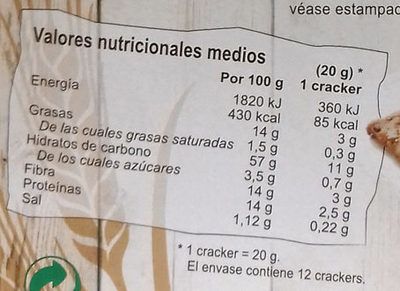 véase estampac
Valores nutricionales medios
(20 g) *
Por 100 g 1 cracker
Energía 1820 kJ 360 kJ
430 kcal 85 kcal
Grasas 14 g 3 g
De las cuales grasas saturadas 1,5 g 0,3 g
Hidratos de carbono 57 g 11 g
De los cuales azúcares 3,5 g 0,7 g
Fibra 14 g 3 g
Proteínas 14 g 2,5 g
Sal 1,12 g 0,22 g
* 1 cracker = 20 g.
El envase contiene 12 crackers.